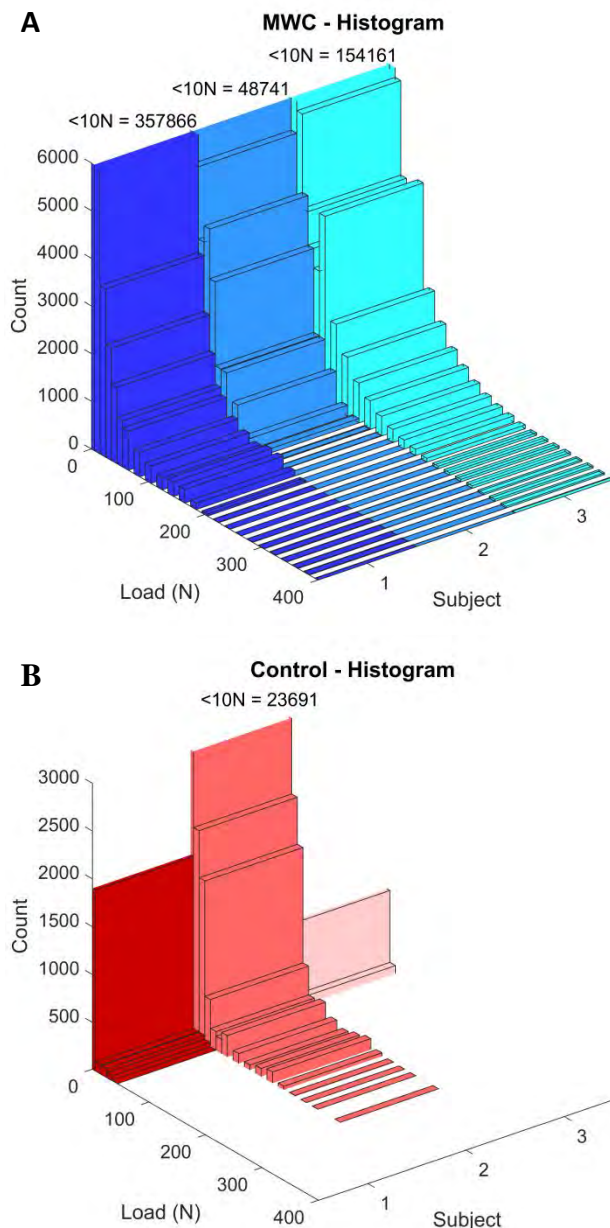 A
MWC - Histogram
<10N = 154161
<10N = 48741
<10N = 357866
6000
5000
4000
3000
2000
1000
0
Count
0
100
200
300
400
Load (N)
1
2
3
Subject
B
Control - Histogram
<10N = 23691
3000
2500
2000
1500
1000
500
0
Count
100
200
300
400
Load (N)
1
2
3
Subject